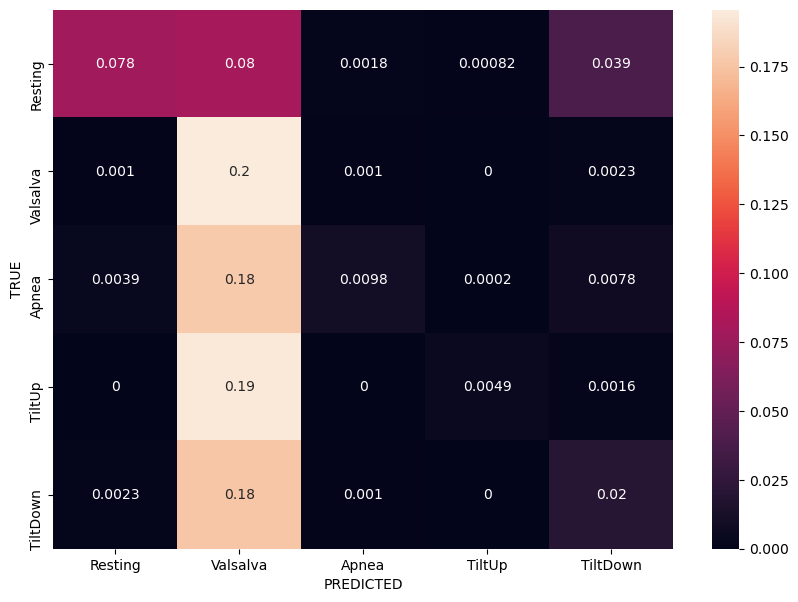 0.078 0.08 0.0018 0.00082 0.039
Resting
0.001 0.2 0.001 0 0.0023
Valsalva
0.0039 0.18 0.0098 0.0002 0.0078
Apnea
TRUE
0 0.19 0 0.0049 0.0016
TiltUp
0.0023 0.18 0.001 0 0.02
TiltDown
Resting Valsalva Apnea TiltUp TiltDown
PREDICTED
0.175
0.150
0.125
0.100
0.075
0.050
0.025
0.000